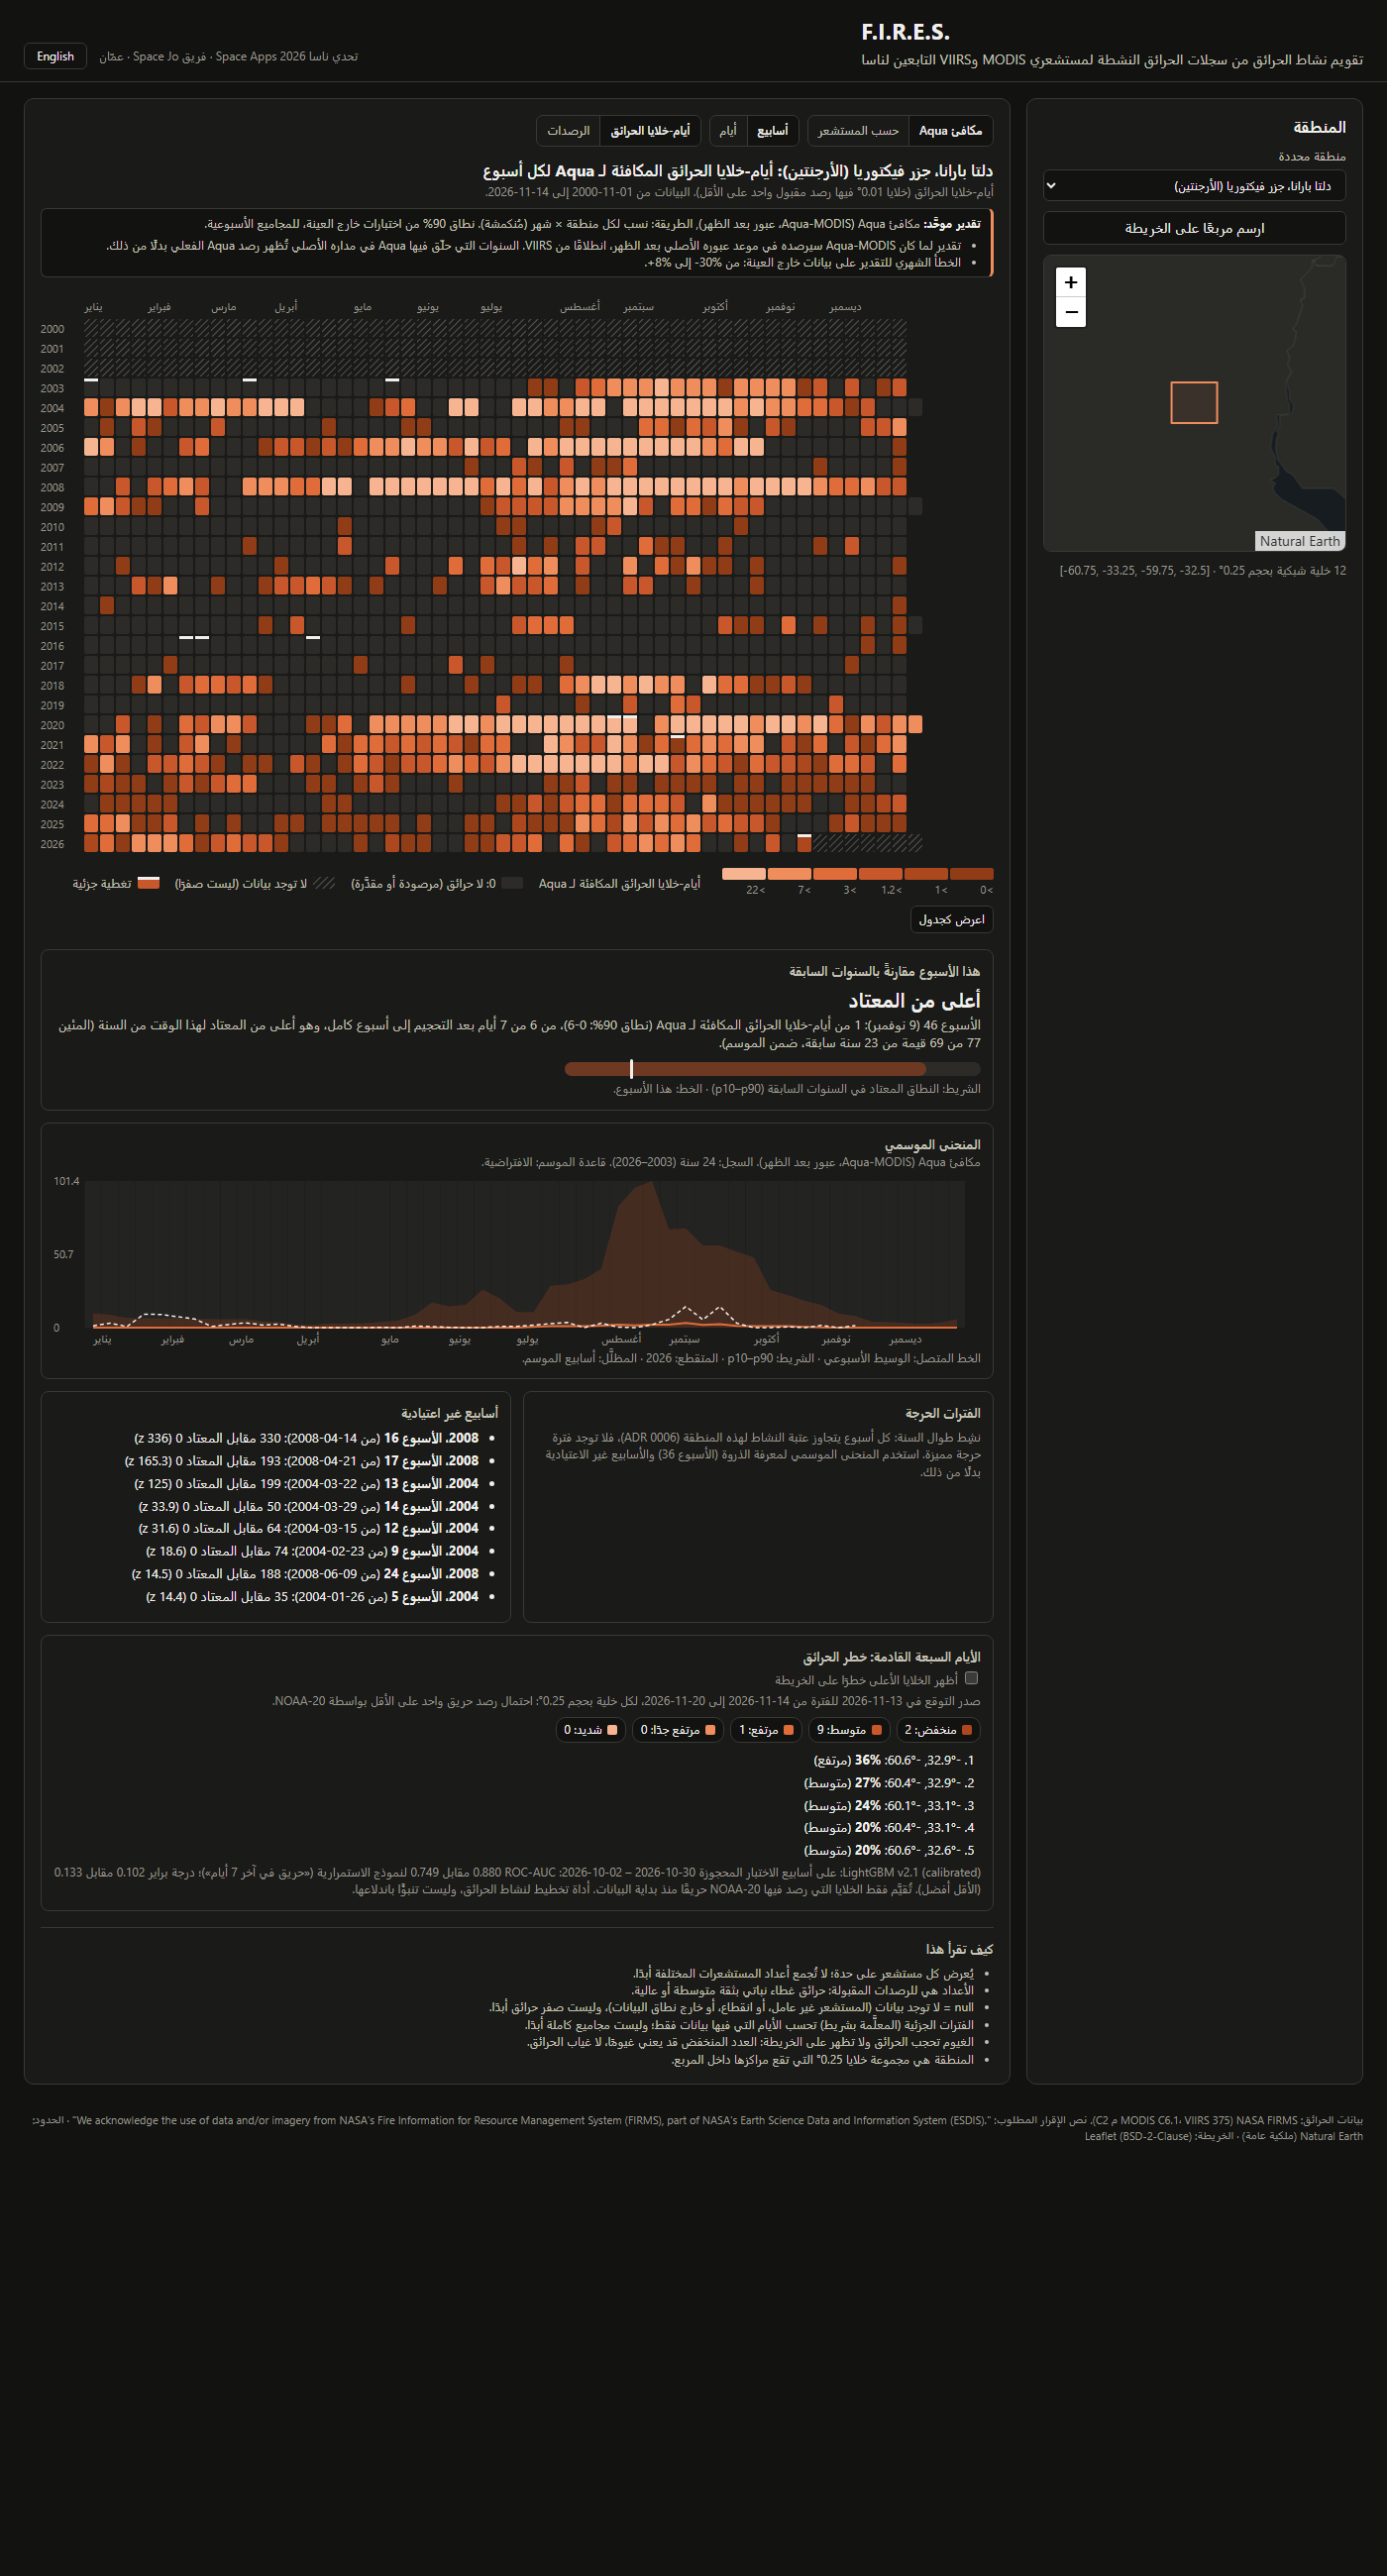 F.I.R.E.S.
تقويم نشاط الحرائق من سجلات الحرائق النشطة لمستشعري MODIS وVIIRS التابعين لناسا
تحدي ناسا Space Apps 2026 · فريق Space Jo · عمّان
English
المنطقة
منطقة محددة
دلتا بارانا، جزر فيكتوريا (الأرجنتين)
ارسم مربعًا على الخريطة
+
−
Natural Earth
12 خلية شبكية بحجم 0.25° · [-60.75, -33.25, -59.75, -32.5]
مكافئ Aqua
حسب المستشعر
أسابيع
أيام
أيام-خلايا الحرائق
الرصدات
دلتا بارانا، جزر فيكتوريا (الأرجنتين): أيام-خلايا الحرائق المكافئة لـ Aqua لكل أسبوع
أيام-خلايا الحرائق (خلايا 0.01° فيها رصد مقبول واحد على الأقل). البيانات من 01-11-2000 إلى 14-11-2026.
تقدير موحَّد: مكافئ Aqua (Aqua-MODIS، عبور بعد الظهر), الطريقة: نسب لكل منطقة × شهر (مُنكمشة). نطاق 90% من اختبارات خارج العينة، للمجاميع الأسبوعية.
تقدير لما كان Aqua-MODIS سيرصده في موعد عبوره الأصلي بعد الظهر، انطلاقًا من VIIRS. السنوات التي حلّق فيها Aqua في مداره الأصلي تُظهر رصد Aqua الفعلي بدلًا من ذلك.
الخطأ الشهري للتقدير على بيانات خارج العينة: من 30%- إلى 8%+.
يناير فبراير مارس أبريل مايو يونيو يوليو أغسطس سبتمبر أكتوبر نوفمبر ديسمبر
2000
2001
2002
2003
2004
2005
2006
2007
2008
2009
2010
2011
2012
2013
2014
2015
2016
2017
2018
2019
2020
2021
2022
2023
2024
2025
2026
>0 >1 >1.2 >3 >7 >22
أيام-خلايا الحرائق المكافئة لـ Aqua
0: لا حرائق (مرصودة أو مقدَّرة)
لا توجد بيانات (ليست صفرًا)
تغطية جزئية
اعرض كجدول
هذا الأسبوع مقارنةً بالسنوات السابقة
أعلى من المعتاد
الأسبوع 46 (9 نوفمبر): 1 من أيام-خلايا الحرائق المكافئة لـ Aqua (نطاق 90%: 0-6)، من 6 من 7 أيام بعد التحجيم إلى أسبوع كامل، وهو أعلى من المعتاد لهذا الوقت من السنة (المئين
77 من 69 قيمة من 23 سنة سابقة، ضمن الموسم).
الشريط: النطاق المعتاد في السنوات السابقة (p10–p90) · الخط: هذا الأسبوع.
المنحنى الموسمي
مكافئ Aqua (Aqua-MODIS، عبور بعد الظهر). السجل: 24 سنة (2003–2026). قاعدة الموسم: الافتراضية.
101.4
50.7
0
يناير فبراير مارس أبريل مايو يونيو يوليو أغسطس سبتمبر أكتوبر نوفمبر ديسمبر
الخط المتصل: الوسيط الأسبوعي · الشريط: p10–p90 · المتقطع: 2026 · المظلَّل: أسابيع الموسم.
الفترات الحرجة
نشِط طوال السنة: كل أسبوع يتجاوز عتبة النشاط لهذه المنطقة (ADR 0006)، فلا توجد فترة
حرجة مميزة. استخدم المنحنى الموسمي لمعرفة الذروة (الأسبوع 36) والأسابيع غير الاعتيادية
بدلًا من ذلك.
أسابيع غير اعتيادية
2008، الأسبوع 16 (من 14-04-2008): 330 مقابل المعتاد 0 (z 336)
2008، الأسبوع 17 (من 21-04-2008): 193 مقابل المعتاد 0 (z 165.3)
2004، الأسبوع 13 (من 22-03-2004): 199 مقابل المعتاد 0 (z 125)
2004، الأسبوع 14 (من 29-03-2004): 50 مقابل المعتاد 0 (z 33.9)
2004، الأسبوع 12 (من 15-03-2004): 64 مقابل المعتاد 0 (z 31.6)
2004، الأسبوع 9 (من 23-02-2004): 74 مقابل المعتاد 0 (z 18.6)
2008، الأسبوع 24 (من 09-06-2008): 188 مقابل المعتاد 0 (z 14.5)
2004، الأسبوع 5 (من 26-01-2004): 35 مقابل المعتاد 0 (z 14.4)
الأيام السبعة القادمة: خطر الحرائق
أظهر الخلايا الأعلى خطرًا على الخريطة
صدر التوقع في 13-11-2026 للفترة من 14-11-2026 إلى 20-11-2026، لكل خلية بحجم 0.25°: احتمال رصد حريق واحد على الأقل بواسطة NOAA-20.
منخفض: 2
متوسط: 9
مرتفع: 1
مرتفع جدًا: 0
شديد: 0
1. -32.9°، -60.6°: 36% (مرتفع)
2. -32.9°، -60.4°: 27% (متوسط)
3. -33.1°، -60.1°: 24% (متوسط)
4. -33.1°، -60.4°: 20% (متوسط)
5. -32.6°، -60.6°: 20% (متوسط)
LightGBM v2.1 (calibrated): على أسابيع الاختبار المحجوزة 30-10-2026 – 02-10-2026: ROC-AUC 0.880 مقابل 0.749 لنموذج الاستمرارية («حريق في آخر 7 أيام»)؛ درجة براير 0.102 مقابل 0.133
(الأقل أفضل). تُقيَّم فقط الخلايا التي رصد فيها NOAA-20 حريقًا منذ بداية البيانات. أداة تخطيط لنشاط الحرائق، وليست تنبؤًا باندلاعها.
كيف تقرأ هذا
يُعرض كل مستشعر على حدة؛ لا تُجمع أعداد المستشعرات المختلفة أبدًا.
الأعداد هي للرصدات المقبولة: حرائق غطاء نباتي بثقة متوسطة أو عالية.
null = لا توجد بيانات (المستشعر غير عامل، أو انقطاع، أو خارج نطاق البيانات)، وليست صفر حرائق أبدًا.
الفترات الجزئية (المعلَّمة بشريط) تحسب الأيام التي فيها بيانات فقط؛ وليست مجاميع كاملة أبدًا.
الغيوم تحجب الحرائق ولا تظهر على الخريطة: العدد المنخفض قد يعني غيومًا، لا غياب الحرائق.
المنطقة هي مجموعة خلايا 0.25° التي تقع مراكزها داخل المربع.
بيانات الحرائق: NASA FIRMS (MODIS C6.1، VIIRS 375 م C2)، نص الإقرار المطلوب: "We acknowledge the use of data and/or imagery from NASA's Fire Information for Resource Management System (FIRMS), part of NASA's Earth Science Data and Information System (ESDIS)." · الحدود:
Natural Earth (ملكية عامة) · الخريطة: Leaflet (BSD-2-Clause)